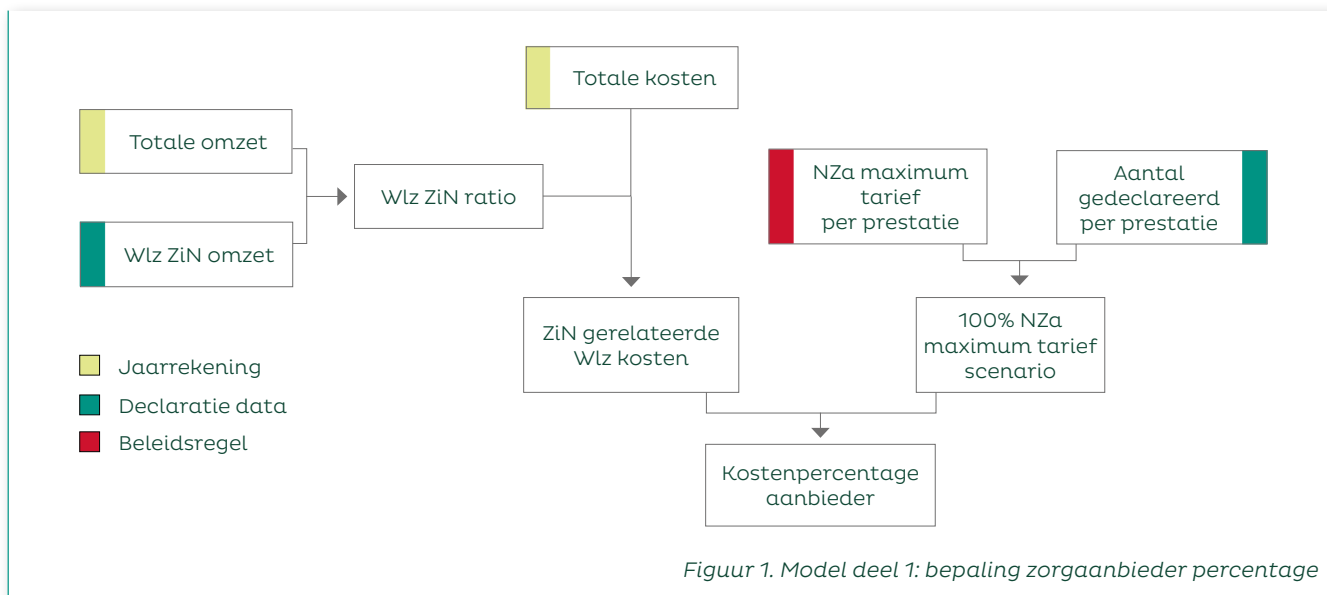 Totale kosten
Totale omzet
Wlz ZiN ratio
Wlz ZiN omzet
NZa maximum
tarief
per prestatie
Aantal
gedeclareerd
per prestatie
ZiN gerelateerde
Wlz kosten
100% NZa
maximum tarief
scenario
Jaarrekening
Declaratie data
Beleidsregel
Kostenpercentage
aanbieder
Figuur 1. Model deel 1: bepaling zorgaanbieder percentage